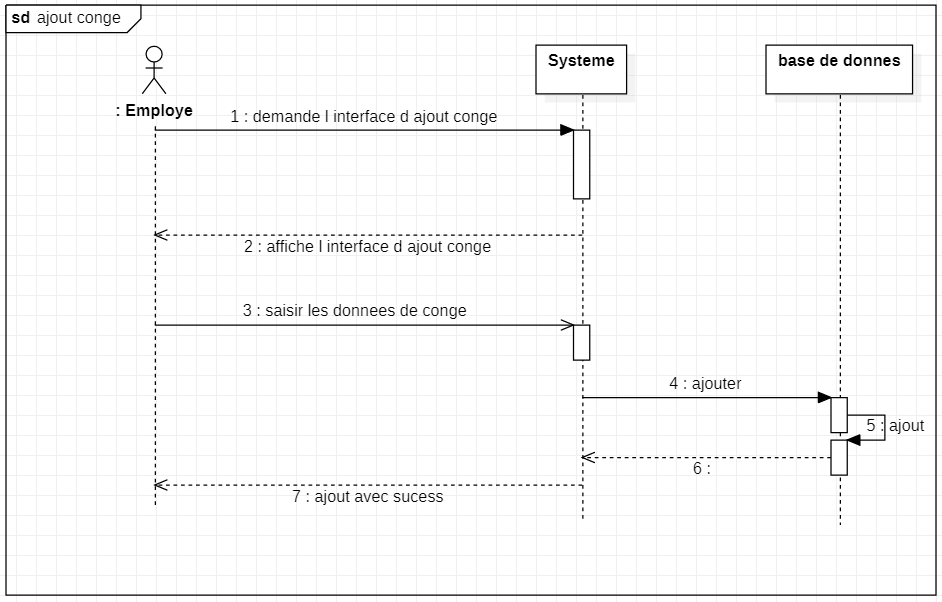 sd ajout conge
: Employe
Systeme
base de donnes
1 : demande l interface d ajout conge
2 : affiche l interface d ajout conge
3 : saisir les donnees de conge
4 : ajouter
5 : ajout
6 :
7 : ajout avec sucess